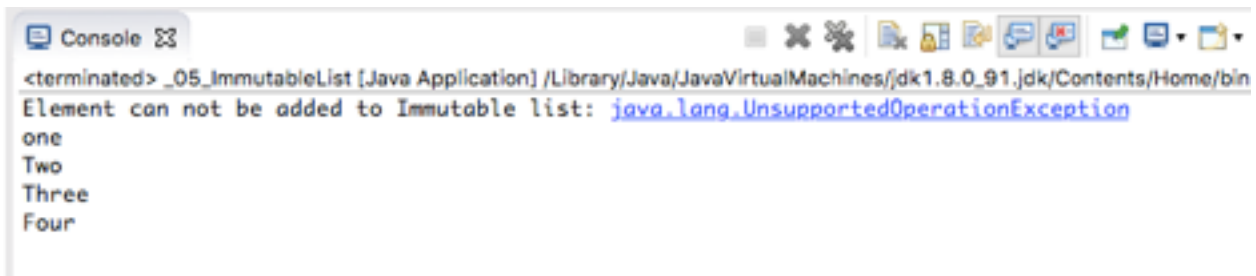 Console
<terminated> _05_ImmutableList [Java Application] /Library/Java/JavaVirtualMachines/jdk1.8.0_91.jdk/Contents/Home/bin
Element can not be added to Immutable list: java.lang.UnsupportedOperationException
one
Two
Three
Four